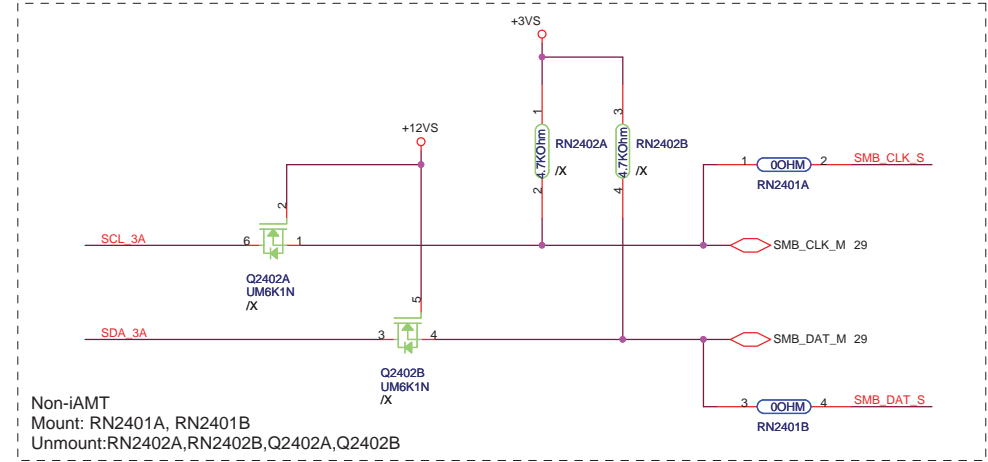 +3VS
+12VS
1
3
4.7KOhm
RN2402A
/X
4.7KOhm
RN2402B
/X
2
4
1
0OHM
2
SMB_CLK_S
RN2401A
2
SCL_3A
6
1
SMB_CLK_M 29
Q2402A
UM6K1N
/X
5
SDA_3A
3
4
SMB_DAT_M 29
Q2402B
UM6K1N
/X
3
0OHM
4
SMB_DAT_S
RN2401B
Non-iAMT
Mount: RN2401A, RN2401B
Unmount:RN2402A,RN2402B,Q2402A,Q2402B